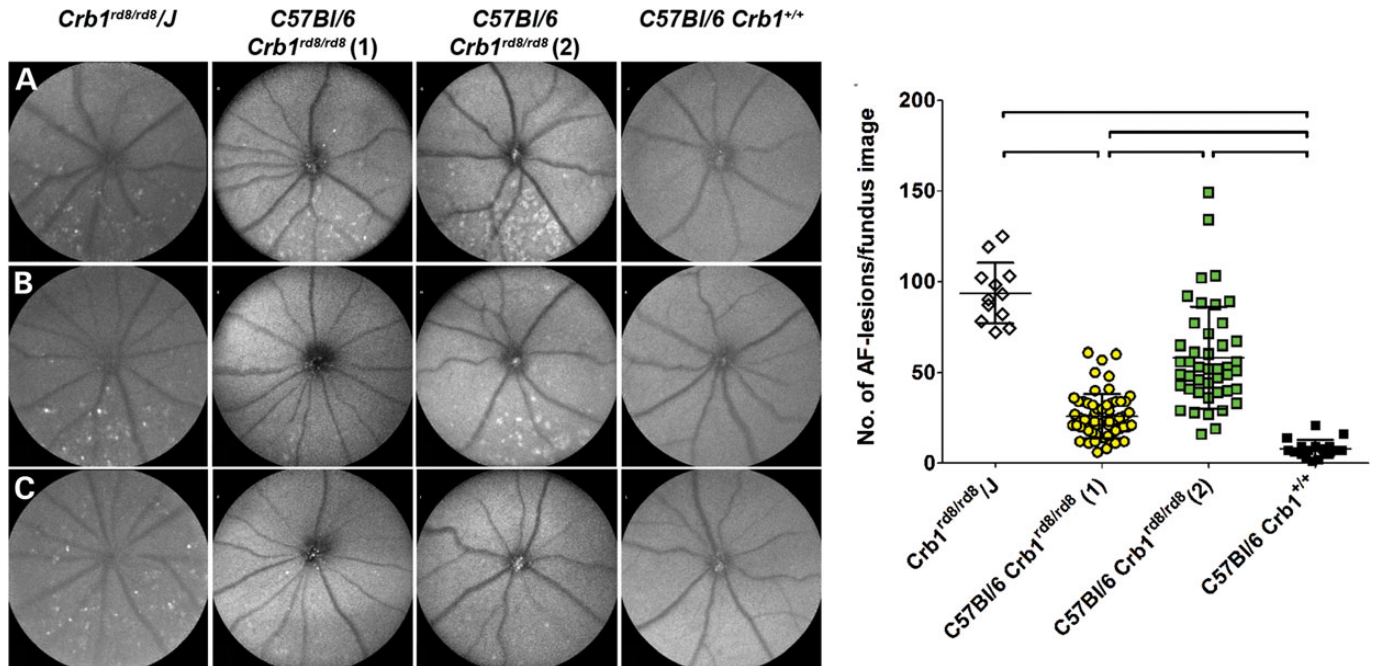 Crb1rd8/rd8/J
C57Bl/6
Crb1rd8/rd8 (1)
C57Bl/6
Crb1rd8/rd8 (2)
C57Bl/6 Crb1+/+
A
B
C
No. of AF-lesions/fundus image
200
150
100
50
0
Crb1rd8/rd8/J
C57Bl/6 Crb1rd8/rd8 (1)
C57Bl/6 Crb1rd8/rd8 (2)
C57Bl/6 Crb1+/+